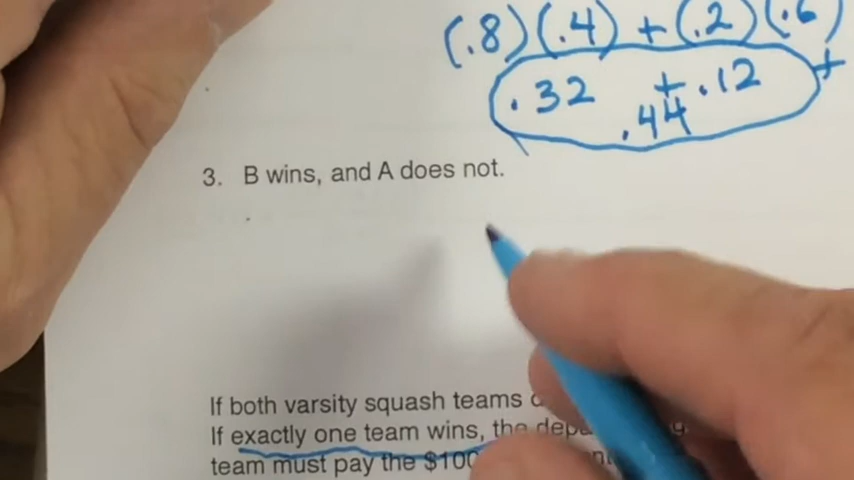 (.8)(.4) + (.2)(.6)
.32 + .12 +
.44
3. B wins, and A does not.
If both varsity squash teams
If exactly one team wins, the
team must pay the $100